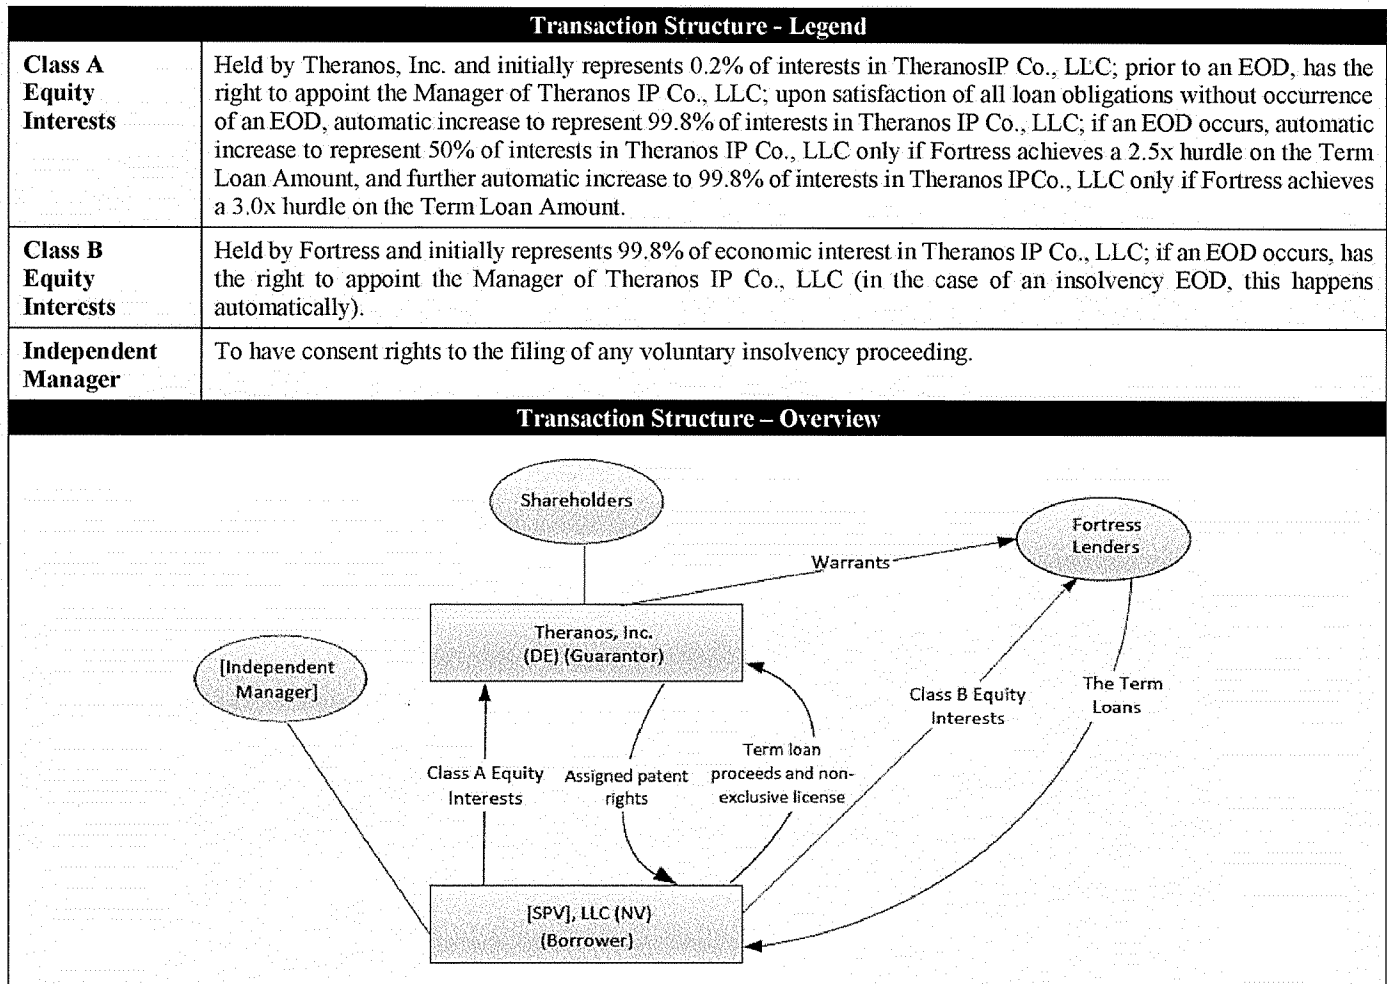 Transaction Structure - Legend
Class A
Equity
Interests
Held by Theranos, Inc. and initially represents 0.2% of interests in TheranosIP Co., LLC; prior to an EOD, has the
right to appoint the Manager of Theranos IP Co., LLC; upon satisfaction of all loan obligations without occurrence
of an EOD, automatic increase to represent 99.8% of interests in Theranos IP Co., LLC; if an EOD occurs, automatic
increase to represent 50% of interests in Theranos IP Co., LLC only if Fortress achieves a 2.5x hurdle on the Term
Loan Amount, and further automatic increase to 99.8% of interests in Theranos IPCo., LLC only if Fortress achieves
a 3.0x hurdle on the Term Loan Amount.
Class B
Equity
Interests
Held by Fortress and initially represents 99.8% of economic interest in Theranos IP Co., LLC; if an EOD occurs, has
the right to appoint the Manager of Theranos IP Co., LLC (in the case of an insolvency EOD, this happens
automatically).
Independent
Manager
To have consent rights to the filing of any voluntary insolvency proceeding.
Transaction Structure – Overview
Shareholders
Fortress
Lenders
Warrants
Theranos, Inc.
(DE) (Guarantor)
[Independent
Manager]
Class B Equity
Interests
The Term
Loans
Class A Equity
Interests
Assigned patent
rights
Term loan
proceeds and non-
exclusive license
[SPV], LLC (NV)
(Borrower)